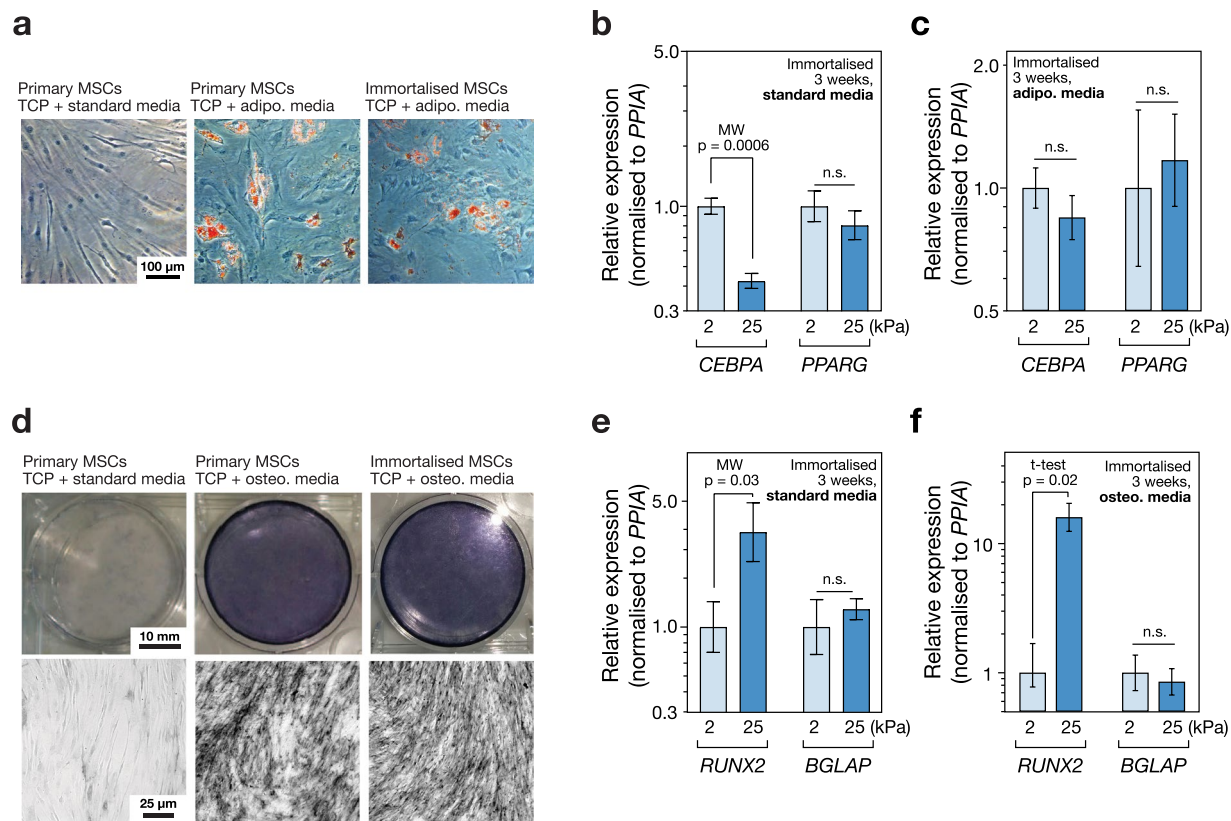 a
Primary MSCs
TCP + standard media
Primary MSCs
TCP + adipo. media
Immortalised MSCs
TCP + adipo. media
100 µm
b
Relative expression
(normalised to PPIA)
5.0
1.0
0.3
Immortalised
3 weeks,
standard media
MW
p = 0.0006
n.s.
2 25 2 25 (kPa)
CEBPA PPARG
c
Relative expression
(normalised to PPIA)
2.0
1.0
0.5
Immortalised
3 weeks,
adipo. media
n.s.
n.s.
2 25 2 25 (kPa)
CEBPA PPARG
d
Primary MSCs
TCP + standard media
Primary MSCs
TCP + osteo. media
Immortalised MSCs
TCP + osteo. media
10 mm
25 µm
e
Relative expression
(normalised to PPIA)
5.0
1.0
0.3
MW
p = 0.03
Immortalised
3 weeks,
standard media
n.s.
2 25 2 25 (kPa)
RUNX2 BGLAP
f
Relative expression
(normalised to PPIA)
10
1
t-test
p = 0.02
Immortalised
3 weeks,
osteo. media
n.s.
2 25 2 25 (kPa)
RUNX2 BGLAP